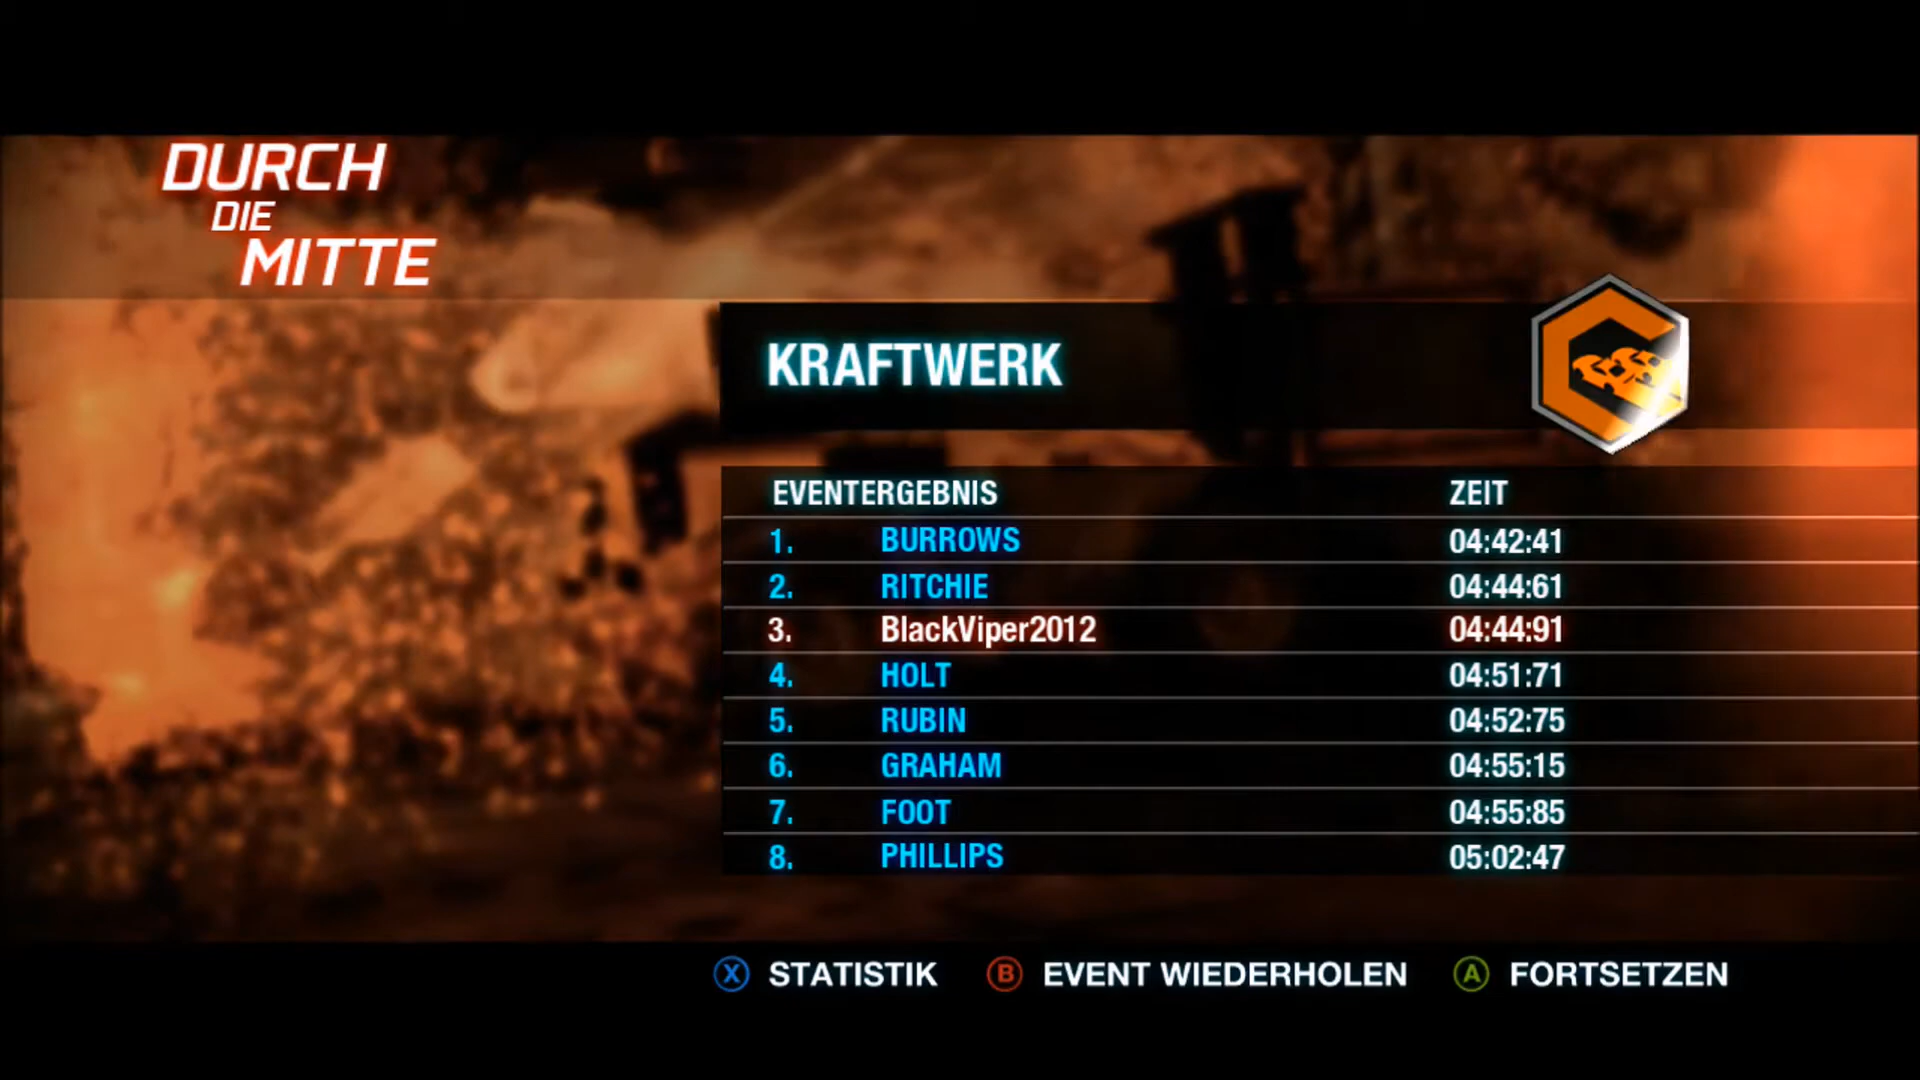 DURCH
DIE
MITTE
KRAFTWERK
EVENTERGEBNIS ZEIT
1. BURROWS 04:42:41
2. RITCHIE 04:44:61
3. BlackViper2012 04:44:91
4. HOLT 04:51:71
5. RUBIN 04:52:75
6. GRAHAM 04:55:15
7. FOOT 04:55:85
8. PHILLIPS 05:02:47
X STATISTIK B EVENT WIEDERHOLEN A FORTSETZEN